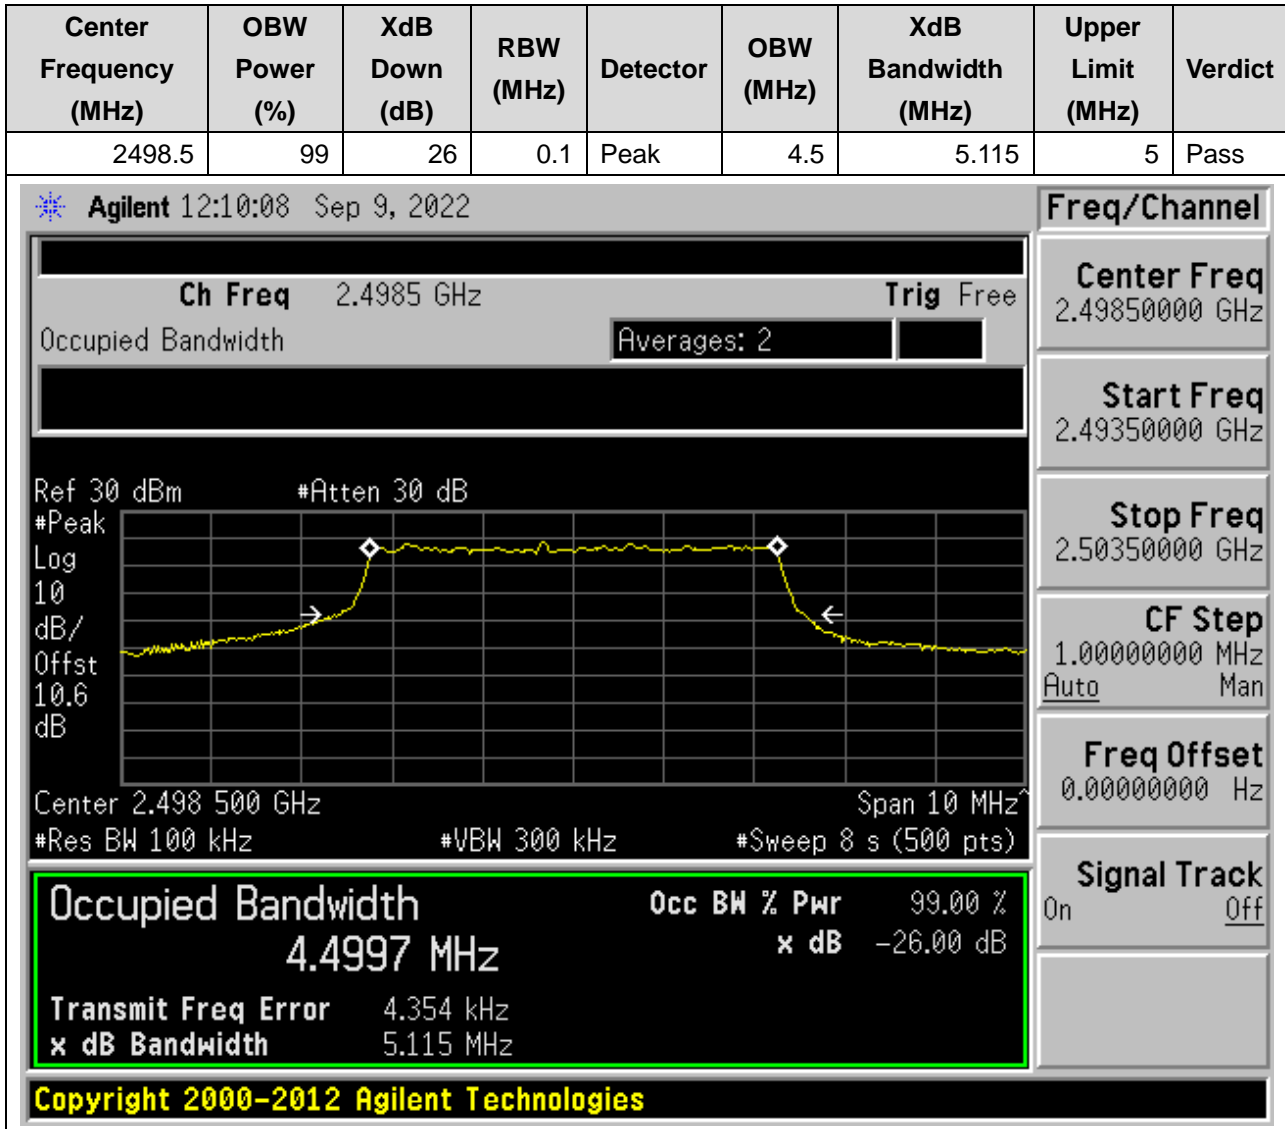 Center Frequency (MHz) OBW Power (%) XdB Down (dB) RBW (MHz) Detector OBW (MHz) XdB Bandwidth (MHz) Upper Limit (MHz) Verdict
2498.5 99 26 0.1 Peak 4.5 5.115 5 Pass
Agilent 12:10:08 Sep 9, 2022
Freq/Channel
Ch Freq 2.4985 GHz Trig Free
Occupied Bandwidth Averages: 2
Center Freq
2.49850000 GHz
Start Freq
2.49350000 GHz
Stop Freq
2.50350000 GHz
CF Step
1.00000000 MHz
Auto Man
Freq Offset
0.00000000 Hz
Signal Track
On Off
Ref 30 dBm #Atten 30 dB
#Peak
Log
10
dB/
Offst
10.6
dB
Center 2.498 500 GHz Span 10 MHz^
#Res BW 100 kHz #VBW 300 kHz #Sweep 8 s (500 pts)
Occupied Bandwidth Occ BW % Pwr 99.00 %
4.4997 MHz x dB -26.00 dB
Transmit Freq Error 4.354 kHz
x dB Bandwidth 5.115 MHz
Copyright 2000-2012 Agilent Technologies